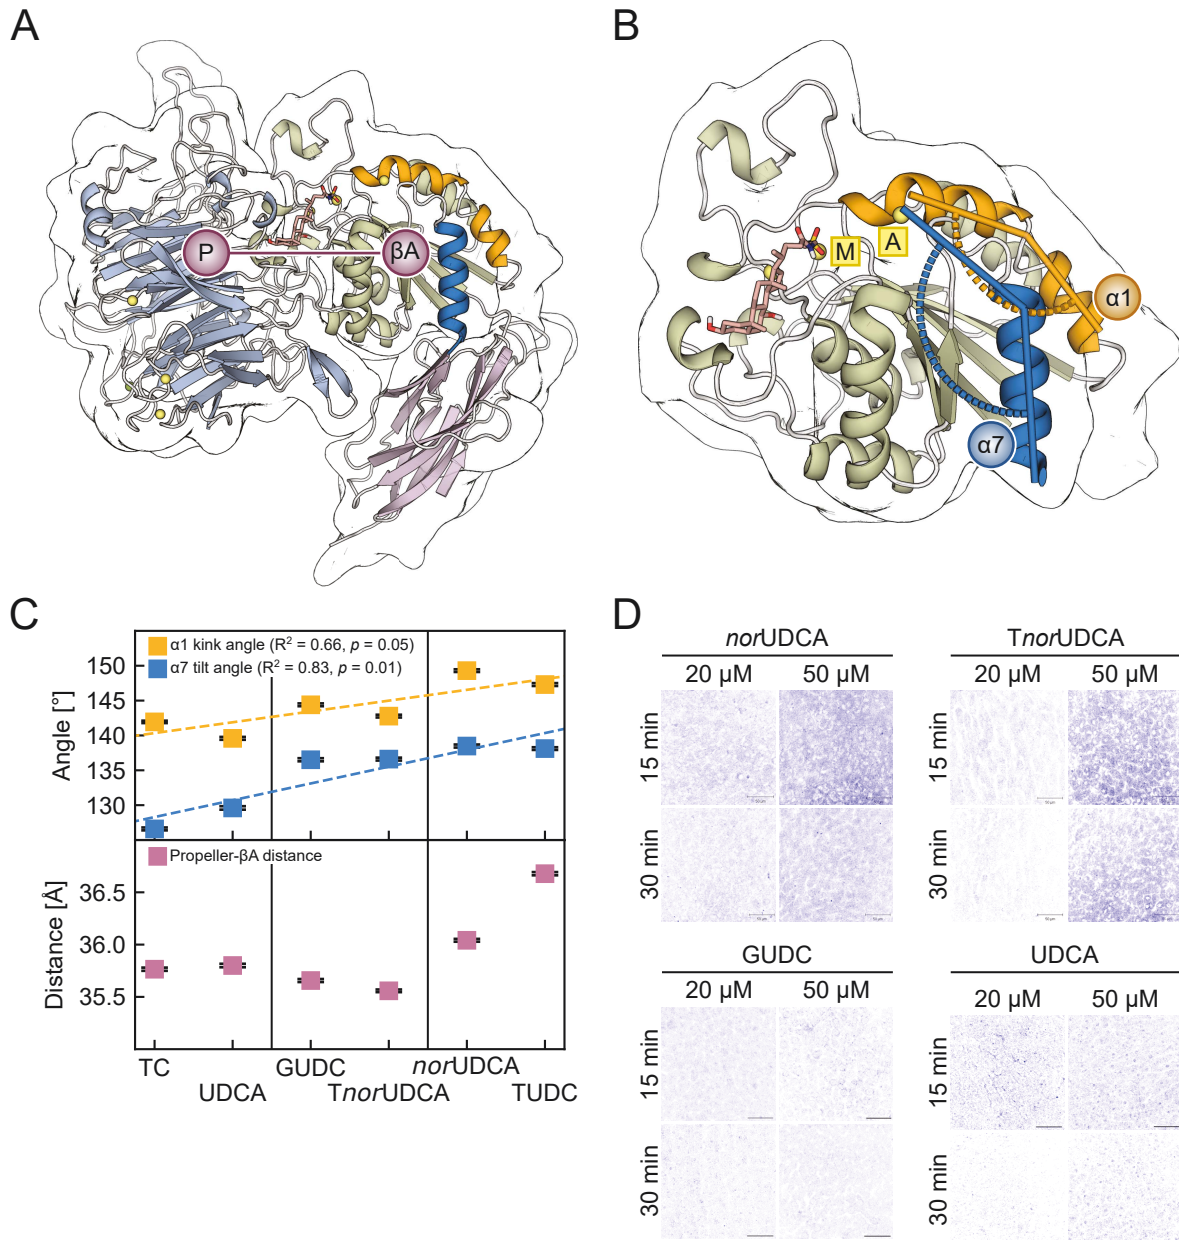 A
B
P
βA
M
A
α1
α7
C
α1 kink angle (R² = 0.66, p = 0.05)
α7 tilt angle (R² = 0.83, p = 0.01)
Angle [°]
150
145
140
135
130
Propeller-βA distance
Distance [Å]
36.5
36.0
35.5
TC
UDCA
GUDC
TnorUDCA
norUDCA
TUDC
D
norUDCA
20 µM 50 µM
15 min
30 min
TnorUDCA
20 µM 50 µM
15 min
30 min
GUDC
20 µM 50 µM
15 min
30 min
UDCA
20 µM 50 µM
15 min
30 min